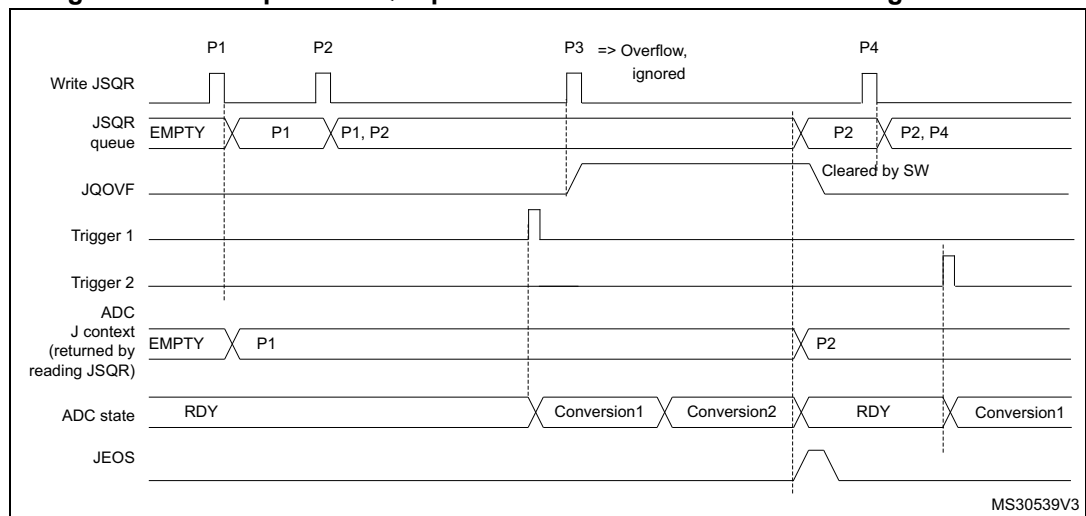 P1 P2 P3 => Overflow, P4
ignored
Write JSQR
JSQR
queue
EMPTY P1 P1, P2 P2 P2, P4
Cleared by SW
JQOVF
Trigger 1
Trigger 2
ADC
J context
(returned by
reading JSQR)
EMPTY P1 P2
ADC state RDY Conversion1 Conversion2 RDY Conversion1
JEOS
MS30539V3